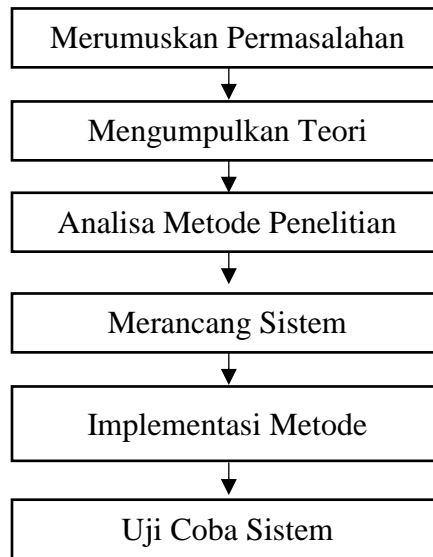 Merumuskan Permasalahan
Mengumpulkan Teori
Analisa Metode Penelitian
Merancang Sistem
Implementasi Metode
Uji Coba Sistem